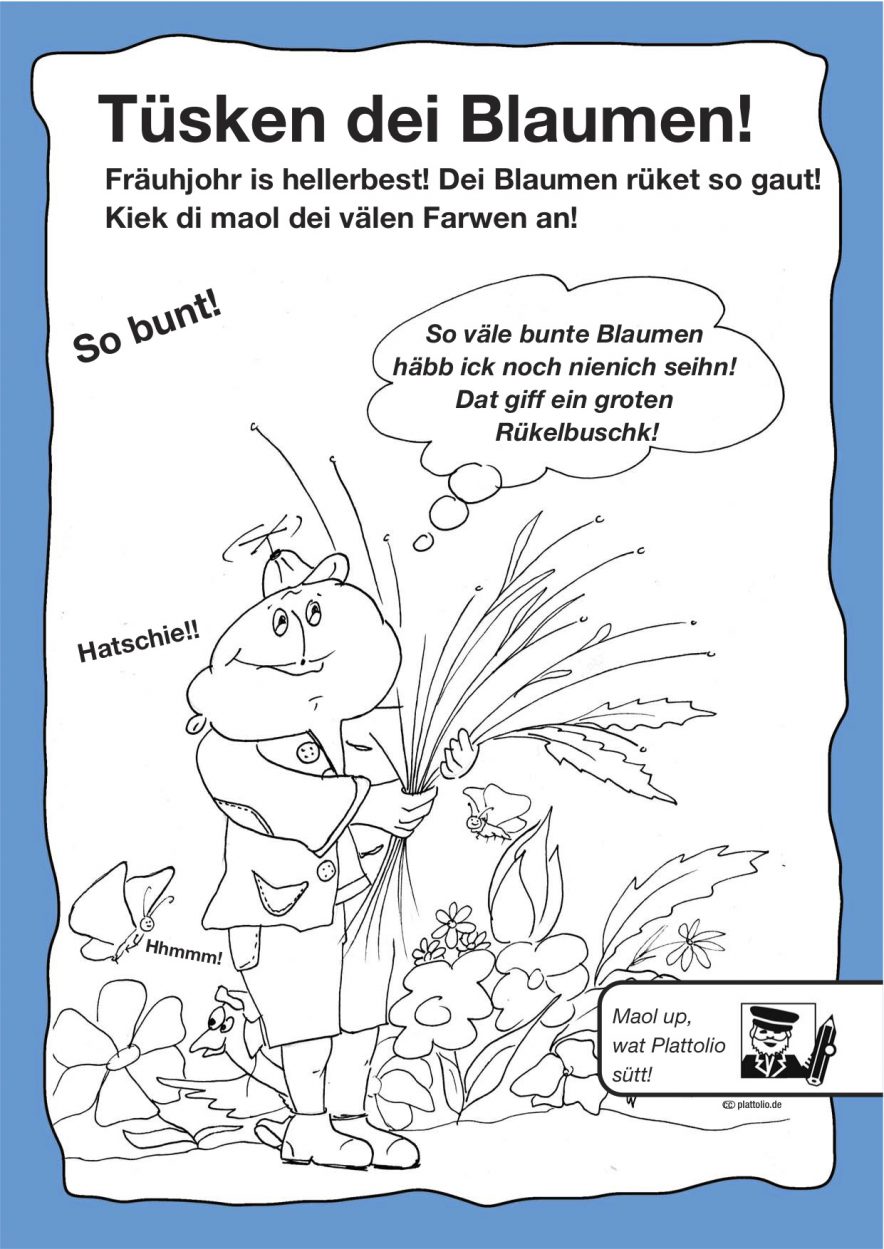 Tüsken dei Blaumen!
Fräuhjohr is hellerbest! Dei Blaumen rüket so gaut!
Kiek di maol dei välen Farwen an!
So bunt!
So väle bunte Blaumen
häbb ick noch nienich seihn!
Dat giff ein groten
Rükelbuschk!
Hatschie!!
Hhmmm!
Maol up,
wat Plattolio
sütt!
cc plattolio.de